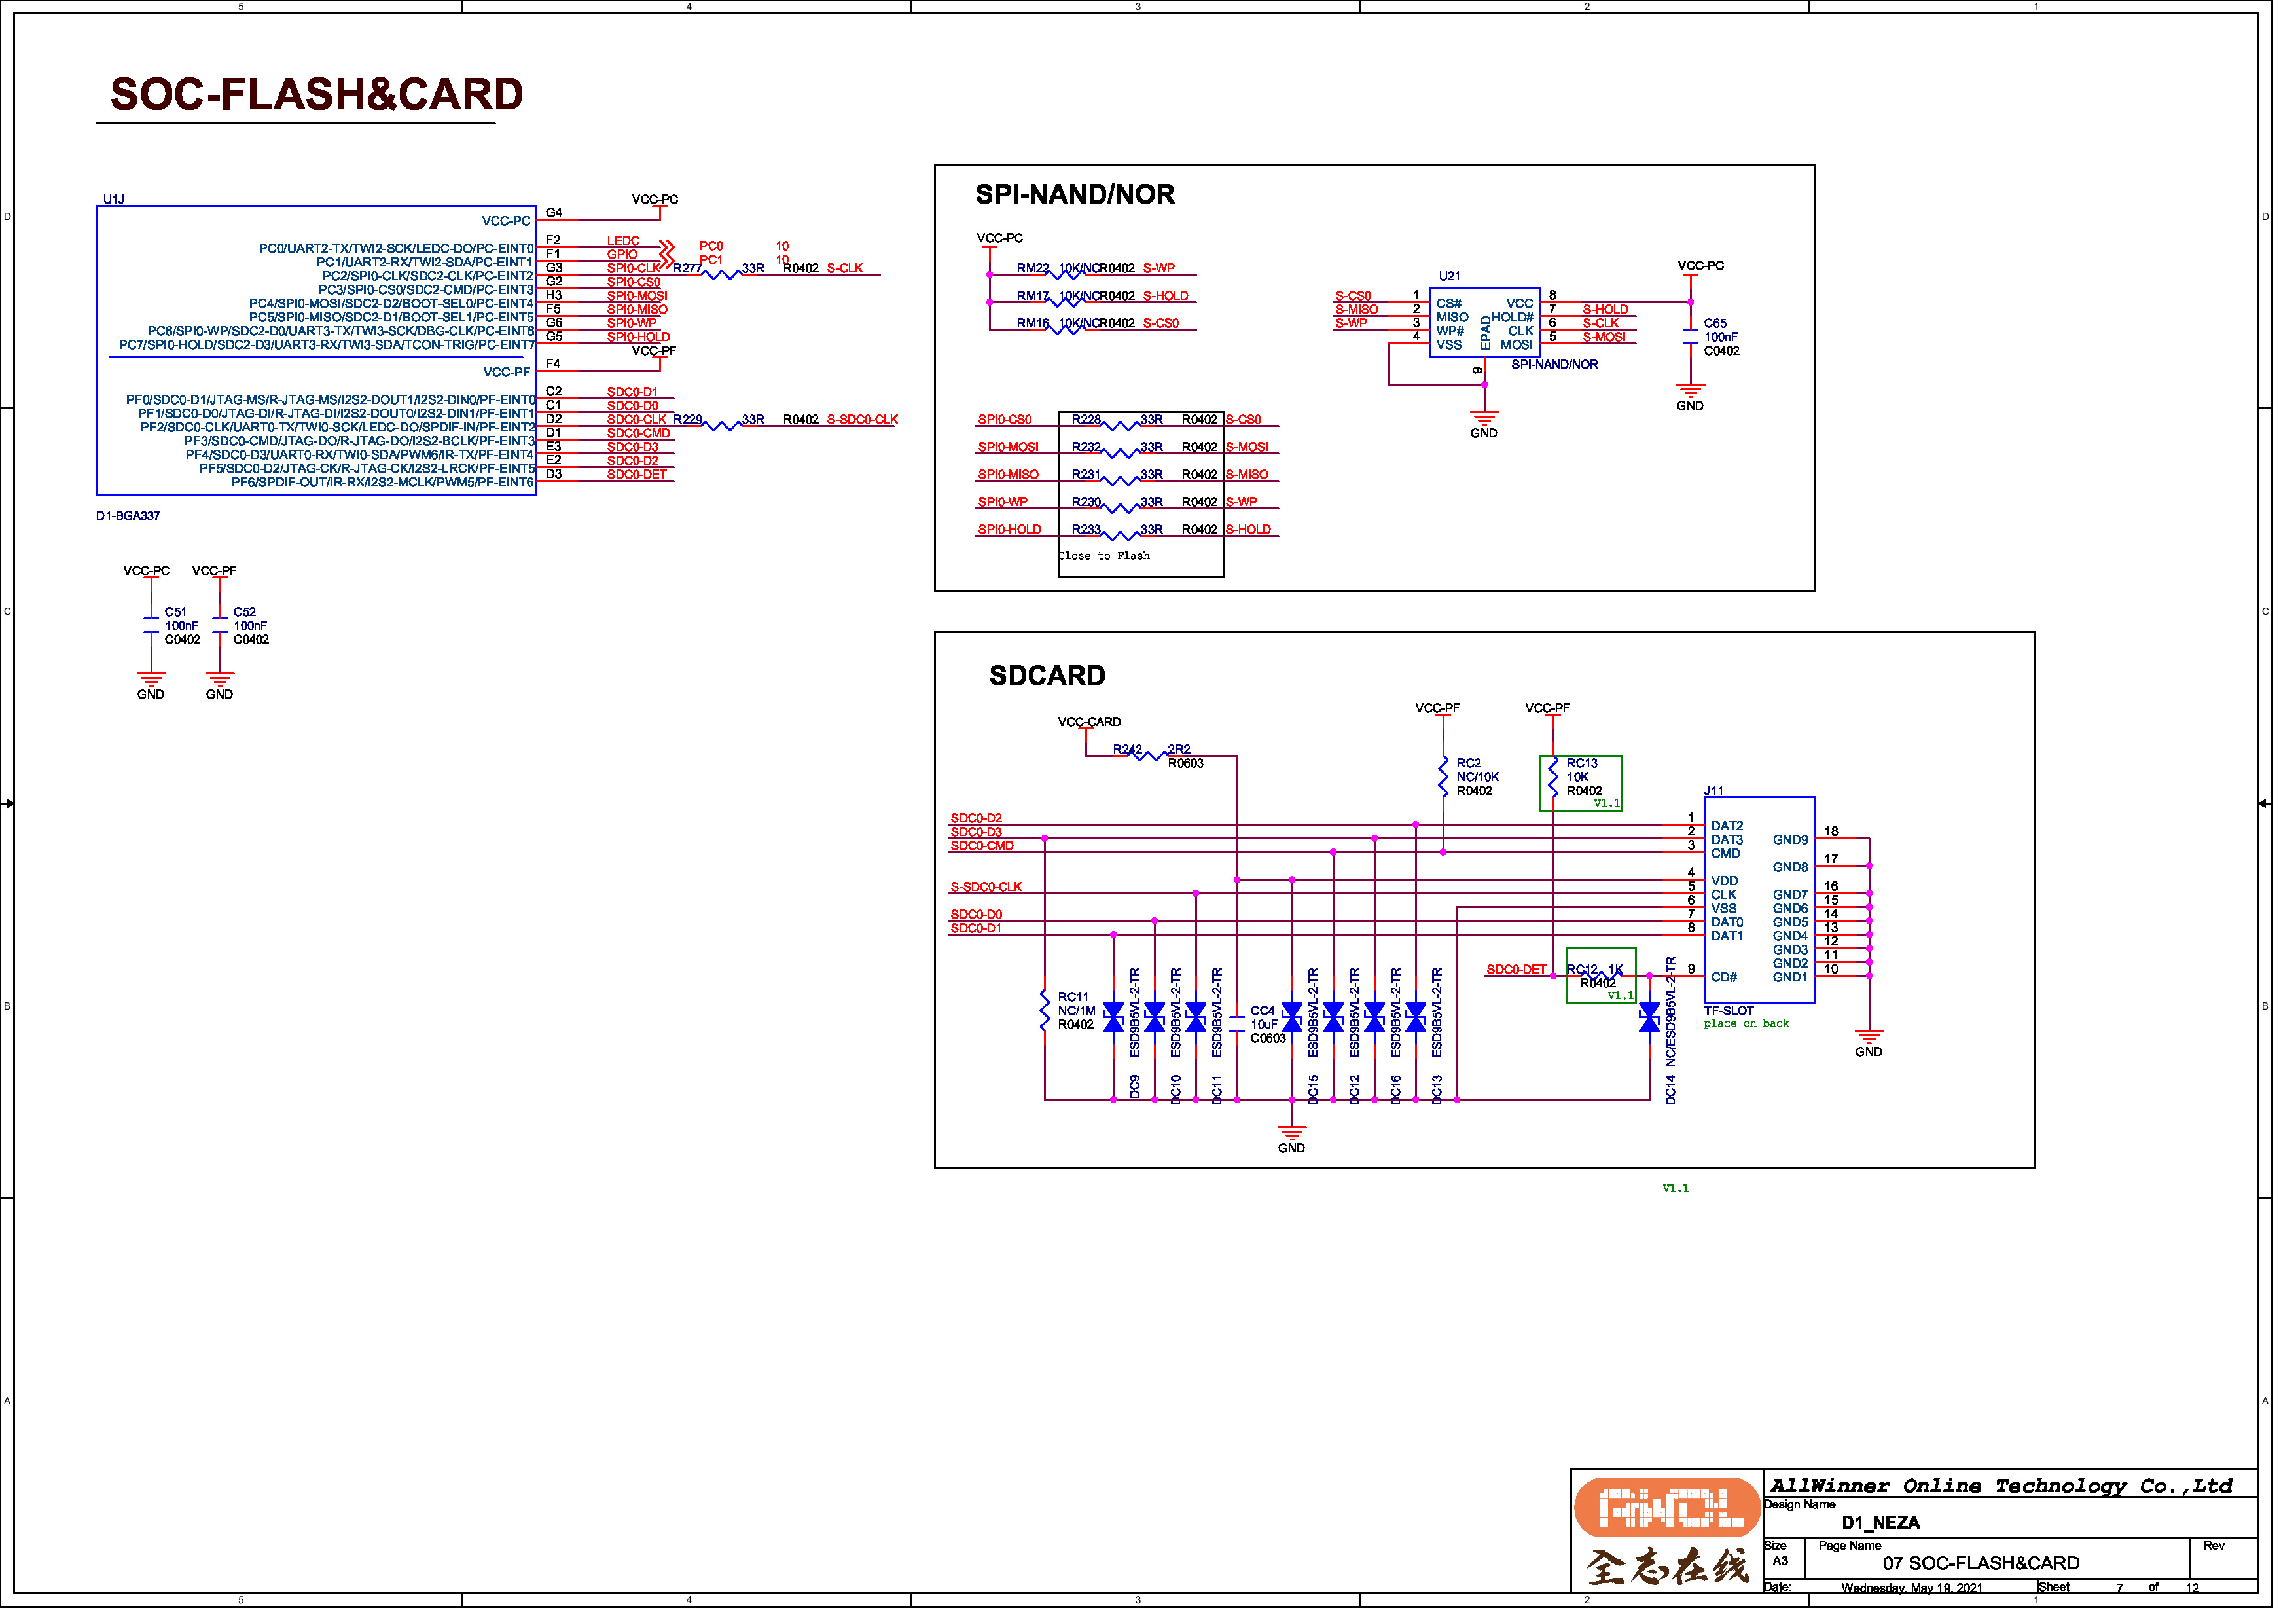 5 4 3 2 1
SOC-FLASH&CARD
U1J
VCC-PC G4 VCC-PC
PC0/UART2-TX/TWI2-SCK/LEDC-DO/PC-EINT0 F2 LEDC PC0 10
PC1/UART2-RX/TWI2-SDA/PC-EINT1 F1 GPIO PC1 10
PC2/SPI0-CLK/SDC2-CLK/PC-EINT2 G3 SPI0-CLK R277 33R R0402 S-CLK
PC3/SPI0-CS0/SDC2-CMD/PC-EINT3 G2 SPI0-CS0
PC4/SPI0-MOSI/SDC2-D2/BOOT-SEL0/PC-EINT4 H3 SPI0-MOSI
PC5/SPI0-MISO/SDC2-D1/BOOT-SEL1/PC-EINT5 F5 SPI0-MISO
PC6/SPI0-WP/SDC2-D0/UART3-TX/TWI3-SCK/DBG-CLK/PC-EINT6 G6 SPI0-WP
PC7/SPI0-HOLD/SDC2-D3/UART3-RX/TWI3-SDA/TCON-TRIG/PC-EINT7 G5 SPI0-HOLD
VCC-PF F4 VCC-PF
PF0/SDC0-D1/JTAG-MS/R-JTAG-MS/I2S2-DOUT1/I2S2-DIN0/PF-EINT0 C2 SDC0-D1
PF1/SDC0-D0/JTAG-DI/R-JTAG-DI/I2S2-DOUT0/I2S2-DIN1/PF-EINT1 C1 SDC0-D0
PF2/SDC0-CLK/UART0-TX/TWI0-SCK/LEDC-DO/SPDIF-IN/PF-EINT2 D2 SDC0-CLK R229 33R R0402 S-SDC0-CLK
PF3/SDC0-CMD/JTAG-DO/R-JTAG-DO/I2S2-BCLK/PF-EINT3 D1 SDC0-CMD
PF4/SDC0-D3/UART0-RX/TWI0-SDA/PWM6/IR-TX/PF-EINT4 E3 SDC0-D3
PF5/SDC0-D2/JTAG-CK/R-JTAG-CK/I2S2-LRCK/PF-EINT5 E2 SDC0-D2
PF6/SPDIF-OUT/IR-RX/I2S2-MCLK/PWM5/PF-EINT6 D3 SDC0-DET
D1-BGA337
VCC-PC VCC-PF
C51 C52
100nF 100nF
C0402 C0402
GND GND
SPI-NAND/NOR
VCC-PC
RM22 10K/NC R0402 S-WP
RM17 10K/NC R0402 S-HOLD
RM16 10K/NC R0402 S-CS0
U21
VCC-PC
S-CS0 1 CS# VCC 8
S-MISO 2 MISO HOLD# 7 S-HOLD
S-WP 3 WP# CLK 6 S-CLK
4 VSS MOSI 5 S-MOSI
EPAD
9
SPI-NAND/NOR
GND
C65
100nF
C0402
GND
SPI0-CS0 R228 33R R0402 S-CS0
SPI0-MOSI R232 33R R0402 S-MOSI
SPI0-MISO R231 33R R0402 S-MISO
SPI0-WP R230 33R R0402 S-WP
SPI0-HOLD R233 33R R0402 S-HOLD
Close to Flash
SDCARD
VCC-CARD
R242 2R2
R0603
VCC-PF VCC-PF
RC2
NC/10K
R0402
RC13
10K
R0402
V1.1
J11
SDC0-D2 1 DAT2
SDC0-D3 2 DAT3
SDC0-CMD 3 CMD
4 VDD
S-SDC0-CLK 5 CLK
6 VSS
SDC0-D0 7 DAT0
SDC0-D1 8 DAT1
SDC0-DET RC12 1K 9 CD#
R0402
V1.1
GND9 18
GND8 17
GND7 16
GND6 15
GND5 14
GND4 13
GND3 12
GND2 11
GND1 10
TF-SLOT
place on back
GND
RC11
NC/1M
R0402
DC9 ESD9B5VL-2-TR
DC10 ESD9B5VL-2-TR
DC11 ESD9B5VL-2-TR
CC4
10uF
C0603
DC15 ESD9B5VL-2-TR
DC12 ESD9B5VL-2-TR
DC16 ESD9B5VL-2-TR
DC13 ESD9B5VL-2-TR
DC14 NC/ESD9B5VL-2-TR
GND
V1.1
D D
C C
B B
A A
AWOL
全志在线
AllWinner Online Technology Co.,Ltd
Design Name
D1_NEZA
Size Page Name Rev
A3 07 SOC-FLASH&CARD
Date: Wednesday, May 19, 2021 Sheet 7 of 12
5 4 3 2 1